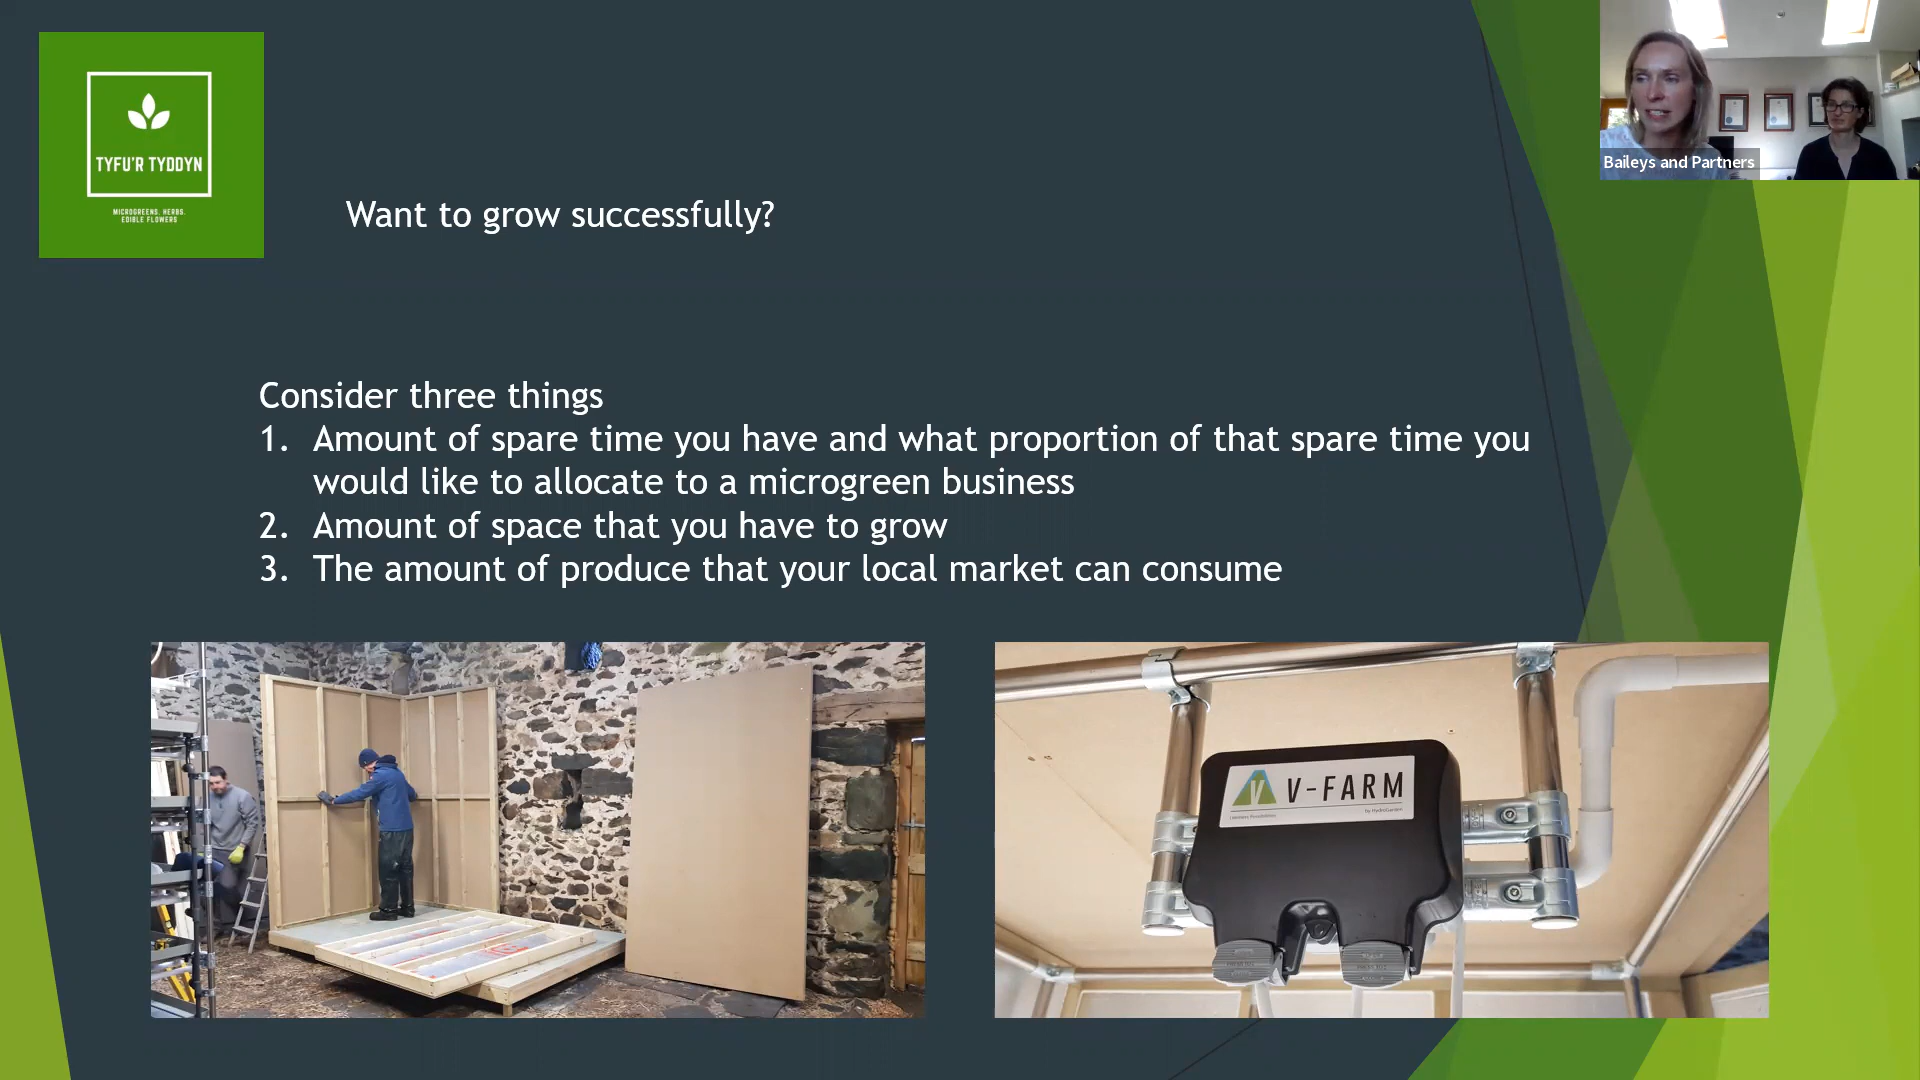 TYFU'R TYDDYN
MICROGREENS, HERBS,
EDIBLE FLOWERS
Baileys and Partners
Want to grow successfully?
Consider three things
1. Amount of spare time you have and what proportion of that spare time you
would like to allocate to a microgreen business
2. Amount of space that you have to grow
3. The amount of produce that your local market can consume
V-FARM
by HydroGarden